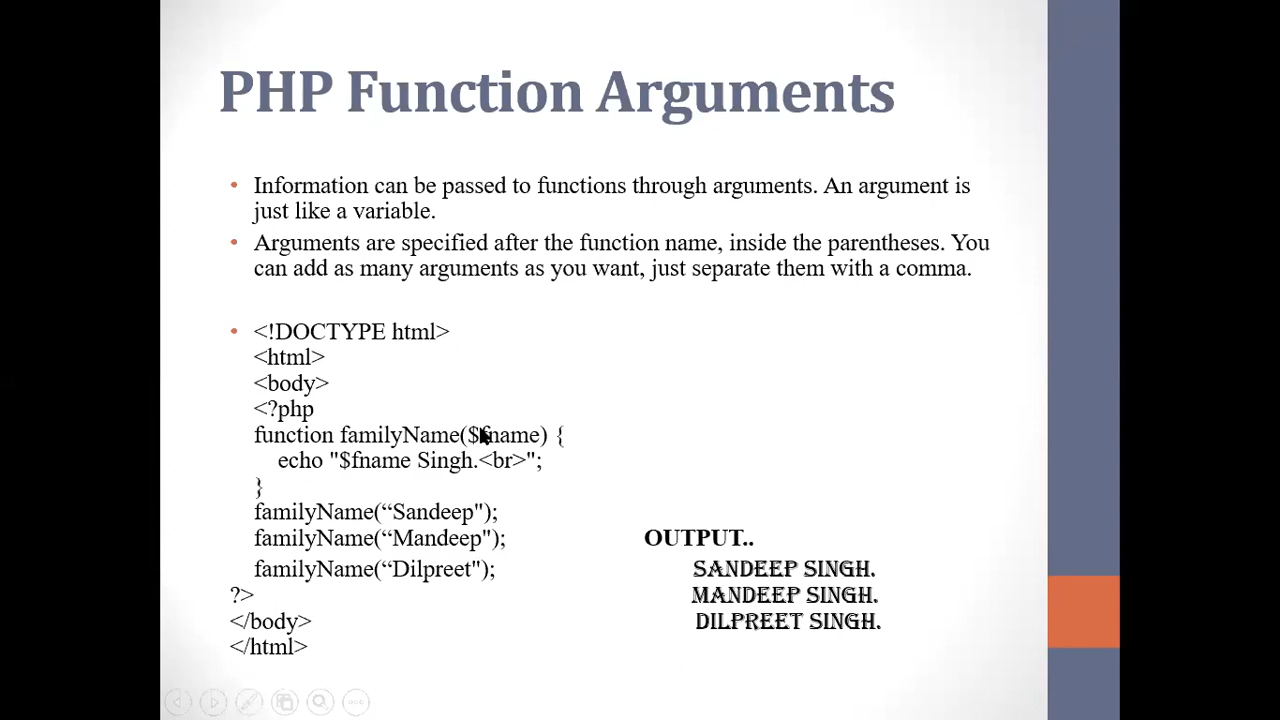 PHP Function Arguments
• Information can be passed to functions through arguments. An argument is
just like a variable.
• Arguments are specified after the function name, inside the parentheses. You
can add as many arguments as you want, just separate them with a comma.
• <!DOCTYPE html>
<html>
<body>
<?php
function familyName($fname) {
echo "$fname Singh.<br>";
}
familyName(“Sandeep");
familyName(“Mandeep");
familyName(“Dilpreet");
?>
</body>
</html>
OUTPUT..
SANDEEP SINGH.
MANDEEP SINGH.
DILPREET SINGH.